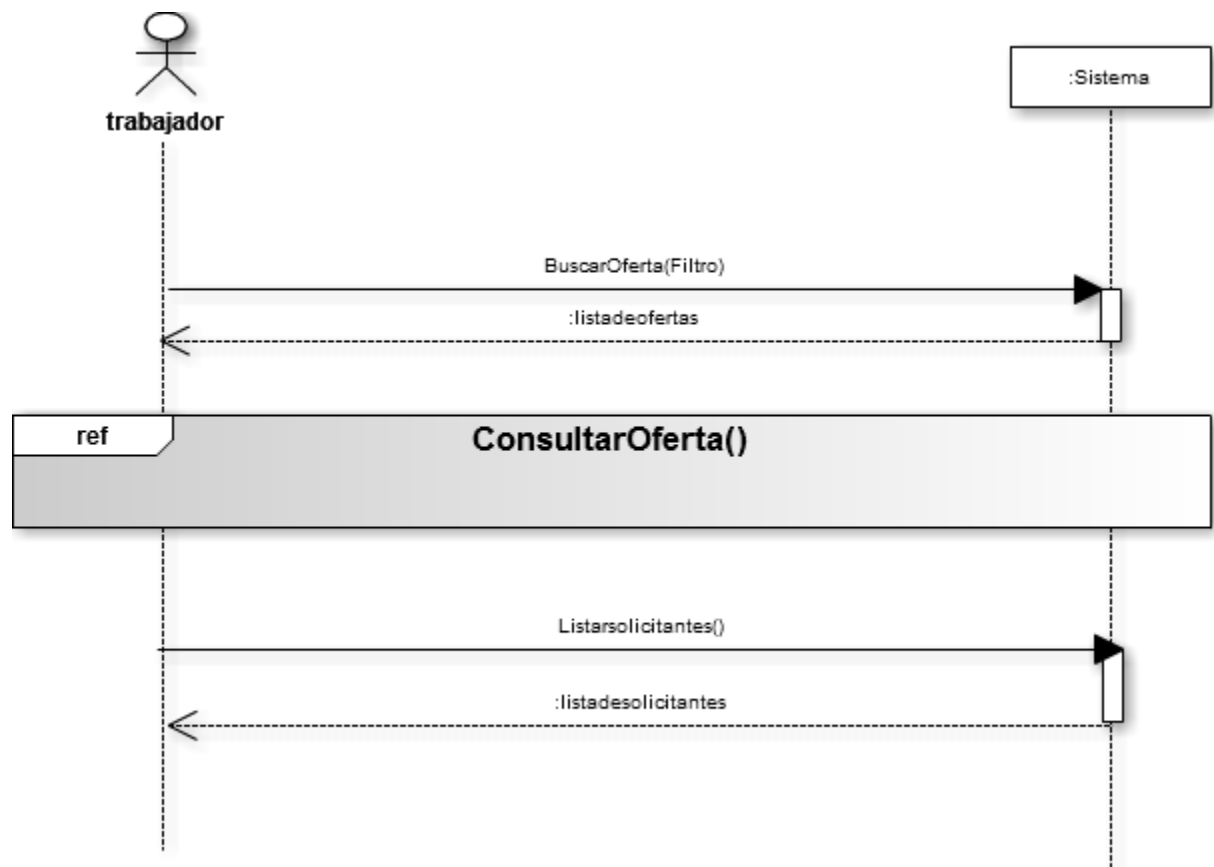 :Sistema
trabajador
BuscarOferta(Filtro)
:listadeofertas
ref
ConsultarOferta()
Listarsolicitantes()
:listadesolicitantes